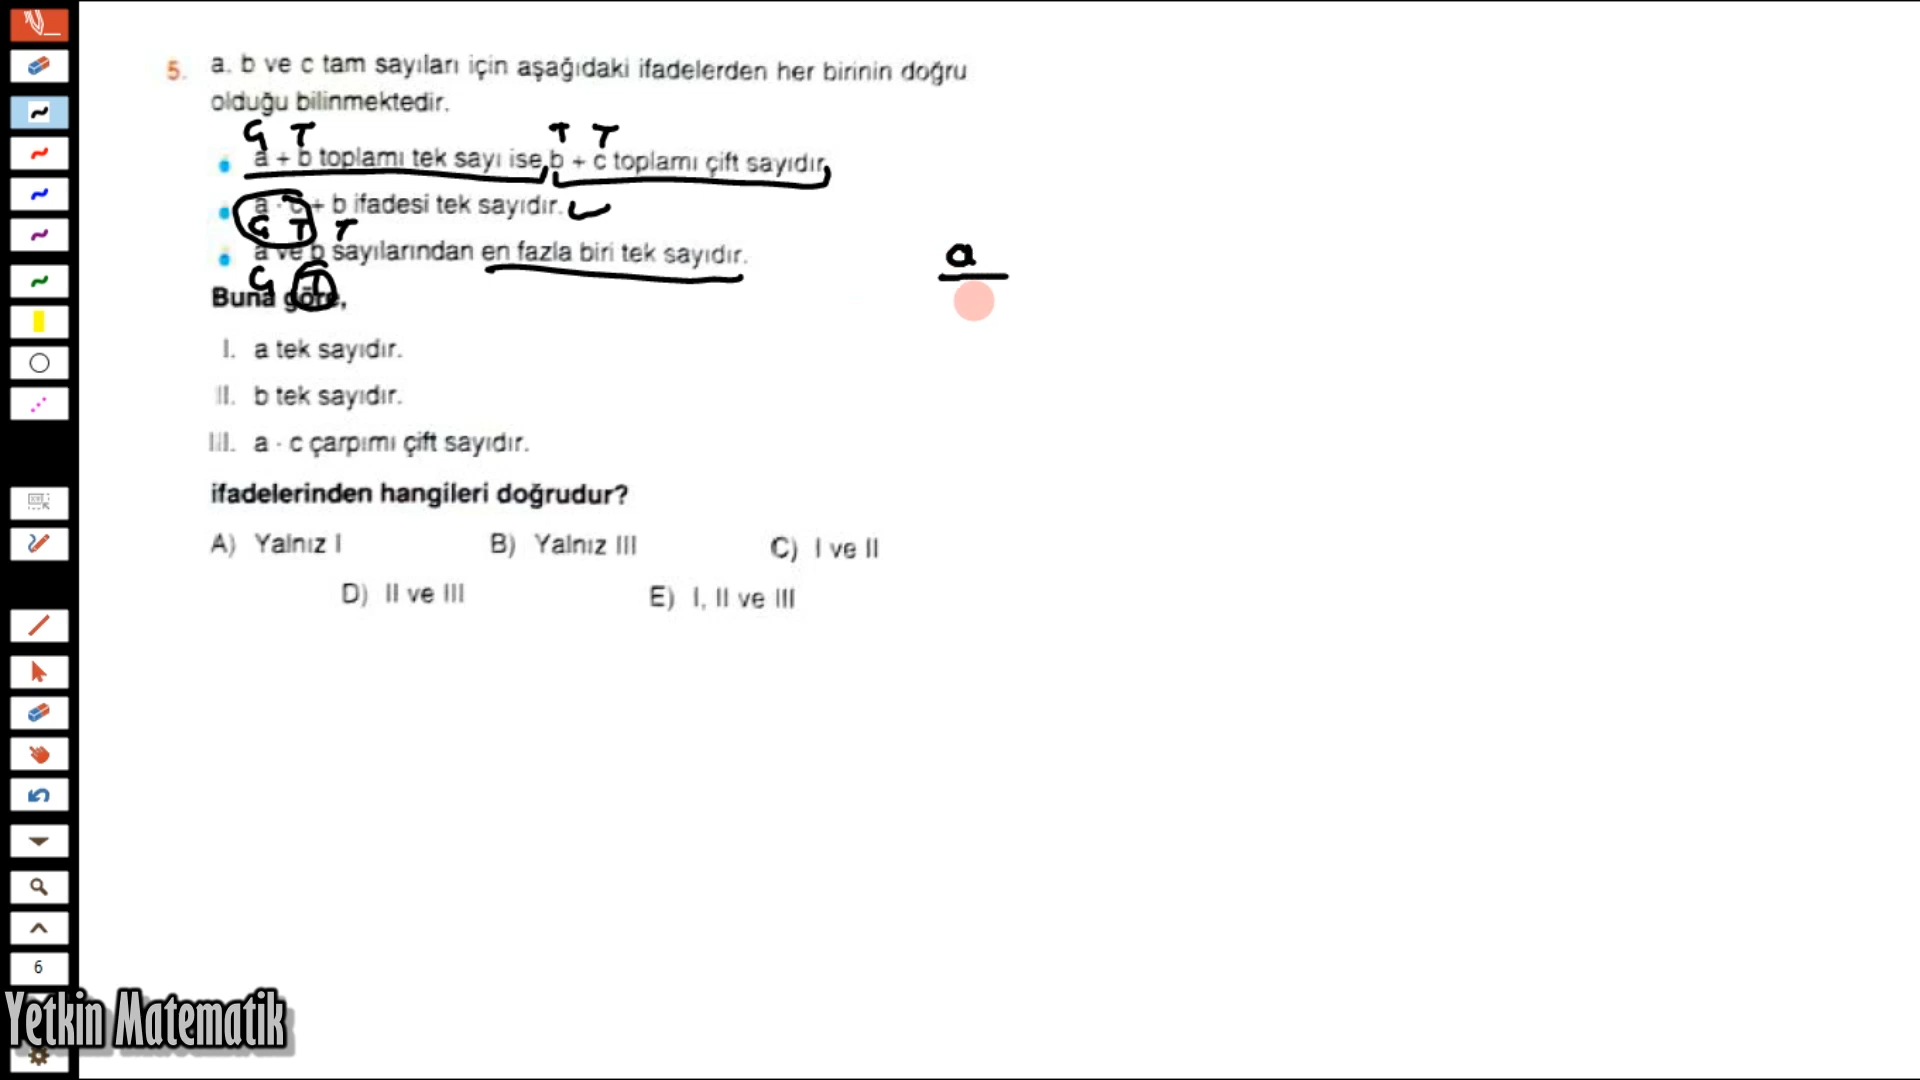 5. a. b ve c tam sayıları için aşağıdaki ifadelerden her birinin doğru
olduğu bilinmektedir.
Ç T T T
a + b toplamı tek sayı ise, b + c toplamı çift sayıdır.
a · c + b ifadesi tek sayıdır.
Ç T T
a ve b sayılarından en fazla biri tek sayıdır.
a
Ç T
Buna göre,
I. a tek sayıdır.
II. b tek sayıdır.
III. a · c çarpımı çift sayıdır.
ifadelerinden hangileri doğrudur?
A) Yalnız I B) Yalnız III C) I ve II
D) II ve III E) I, II ve III
6
Yetkin Matematik